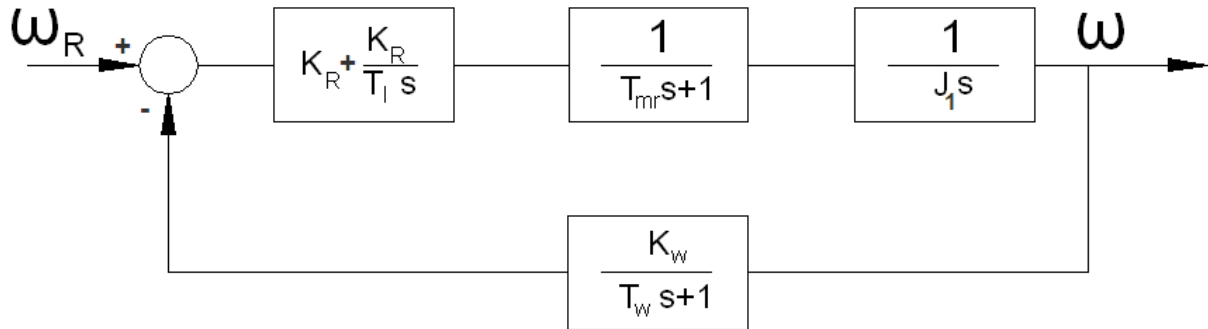 ω_R
+
-
K_R + K_R / T_I s
1 / T_mr s+1
1 / J_1 s
ω
K_w / T_w s+1